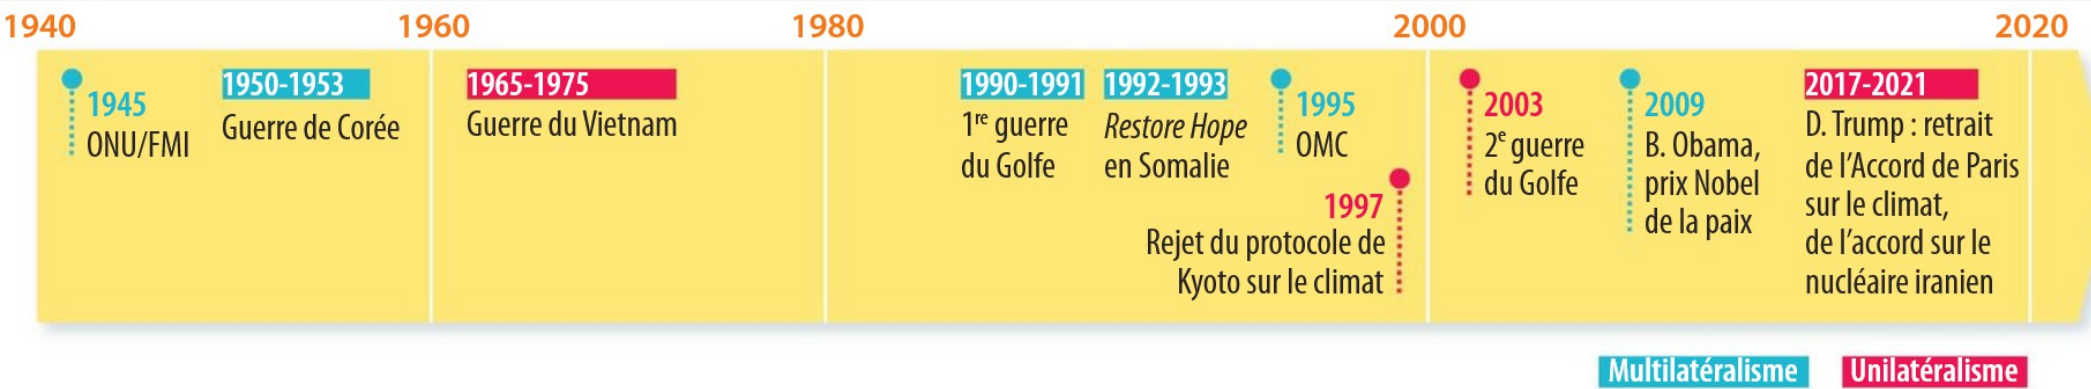 1940
1960
1980
2000
2020
1945
ONU/FMI
1950-1953
Guerre de Corée
1965-1975
Guerre du Vietnam
1990-1991
1re guerre
du Golfe
1992-1993
Restore Hope
en Somalie
1995
OMC
1997
Rejet du protocole de
Kyoto sur le climat
2003
2e guerre
du Golfe
2009
B. Obama,
prix Nobel
de la paix
2017-2021
D. Trump : retrait
de l'Accord de Paris
sur le climat,
de l'accord sur le
nucléaire iranien
Multilatéralisme
Unilatéralisme